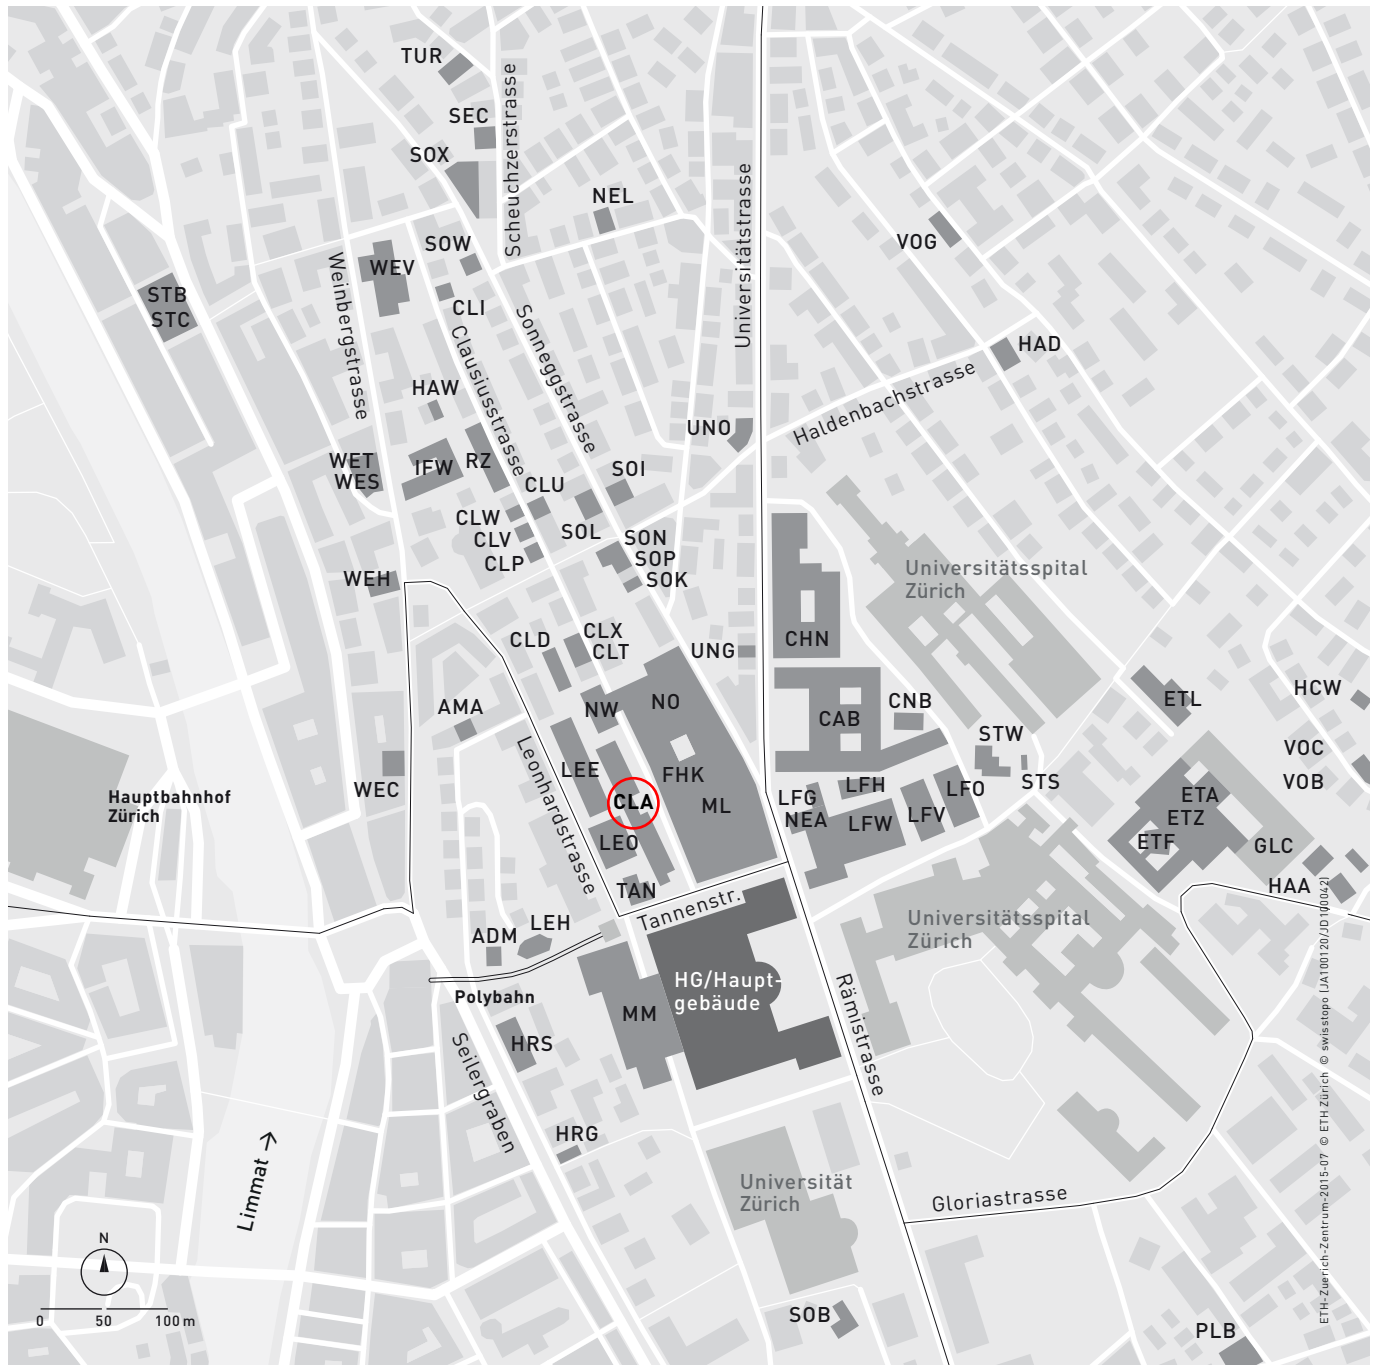 TUR
SEC
SOX
Scheuchzerstrasse
NEL
Universitätstrasse
VOG
SOW
WEV
Weinbergstrasse
STB
STC
CLI
Clausiusstrasse
Sonneggstrasse
HAD
Haldenbachstrasse
HAW
UNO
WET
WES
IFW
RZ
SOI
CLU
CLW
CLV
CLP
SOL
SON
SOP
SOK
Universitätsspital
Zürich
WEH
CLD
CLX
CLT
UNG
CHN
AMA
NW
NO
CAB
CNB
ETL
HCW
STW
STS
VOC
VOB
Leonhardstrasse
LEE
FHK
CLA
ML
WEC
Hauptbahnhof
Zürich
LFG
NEA
LFH
LFW
LFV
LFO
ETA
ETZ
ETF
GLC
HAA
LEO
TAN
Tannenstr.
ADM
LEH
Universitätsspital
Zürich
Polybahn
HG/Haupt-
gebäude
MM
Rämistrasse
HRS
Seilergraben
HRG
Limmat
Universität
Zürich
Gloriastrasse
N
0 50 100 m
SOB
PLB
ETH-Zuerich-Zentrum-2015-07 © ETH Zürich © swisstopo (JA100120/JD100042)